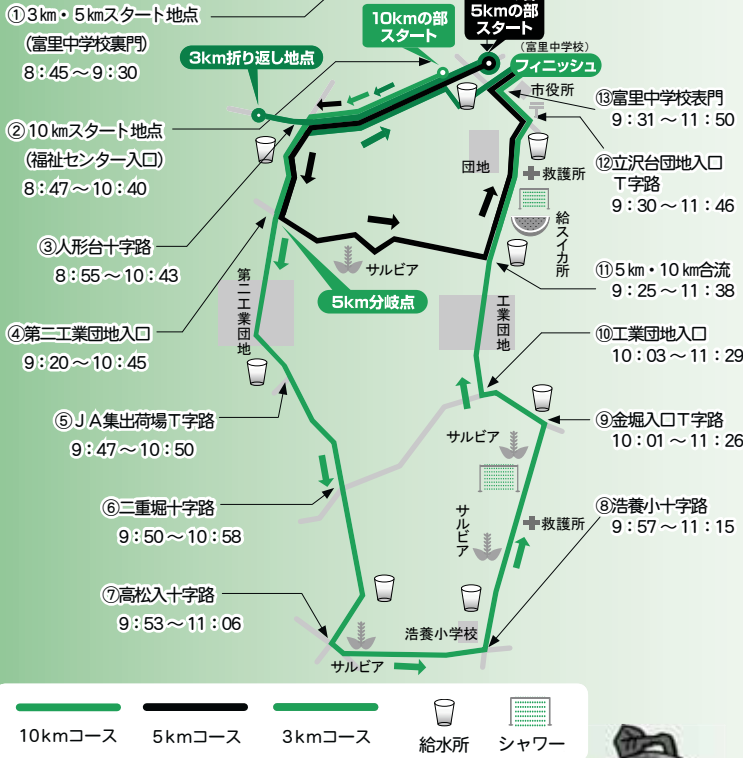 ①3㎞・5㎞スタート地点
(富里中学校裏門)
8：45～9：30
10kmの部
スタート
5kmの部
スタート
(富里中学校)
フィニッシュ
3km折り返し地点
市役所
⑬富里中学校表門
9：31～11：50
②10㎞スタート地点
(福祉センター入口)
8：47～10：40
団地
救護所
⑫立沢台団地入口
T字路
9：30～11：46
給スイカ所
③人形台十字路
8：55～10：43
サルビア
⑪5㎞・10㎞合流
9：25～11：38
第二工業団地
5km分岐点
工業団地
④第二工業団地入口
9：20～10：45
⑩工業団地入口
10：03～11：29
⑤JA集出荷場T字路
9：47～10：50
サルビア
⑨金堀入口T字路
10：01～11：26
⑥二重堀十字路
9：50～10：58
サルビア
救護所
⑧浩養小十字路
9：57～11：15
⑦高松入十字路
9：53～11：06
浩養小学校
サルビア
10kmコース
5kmコース
3kmコース
給水所
シャワー